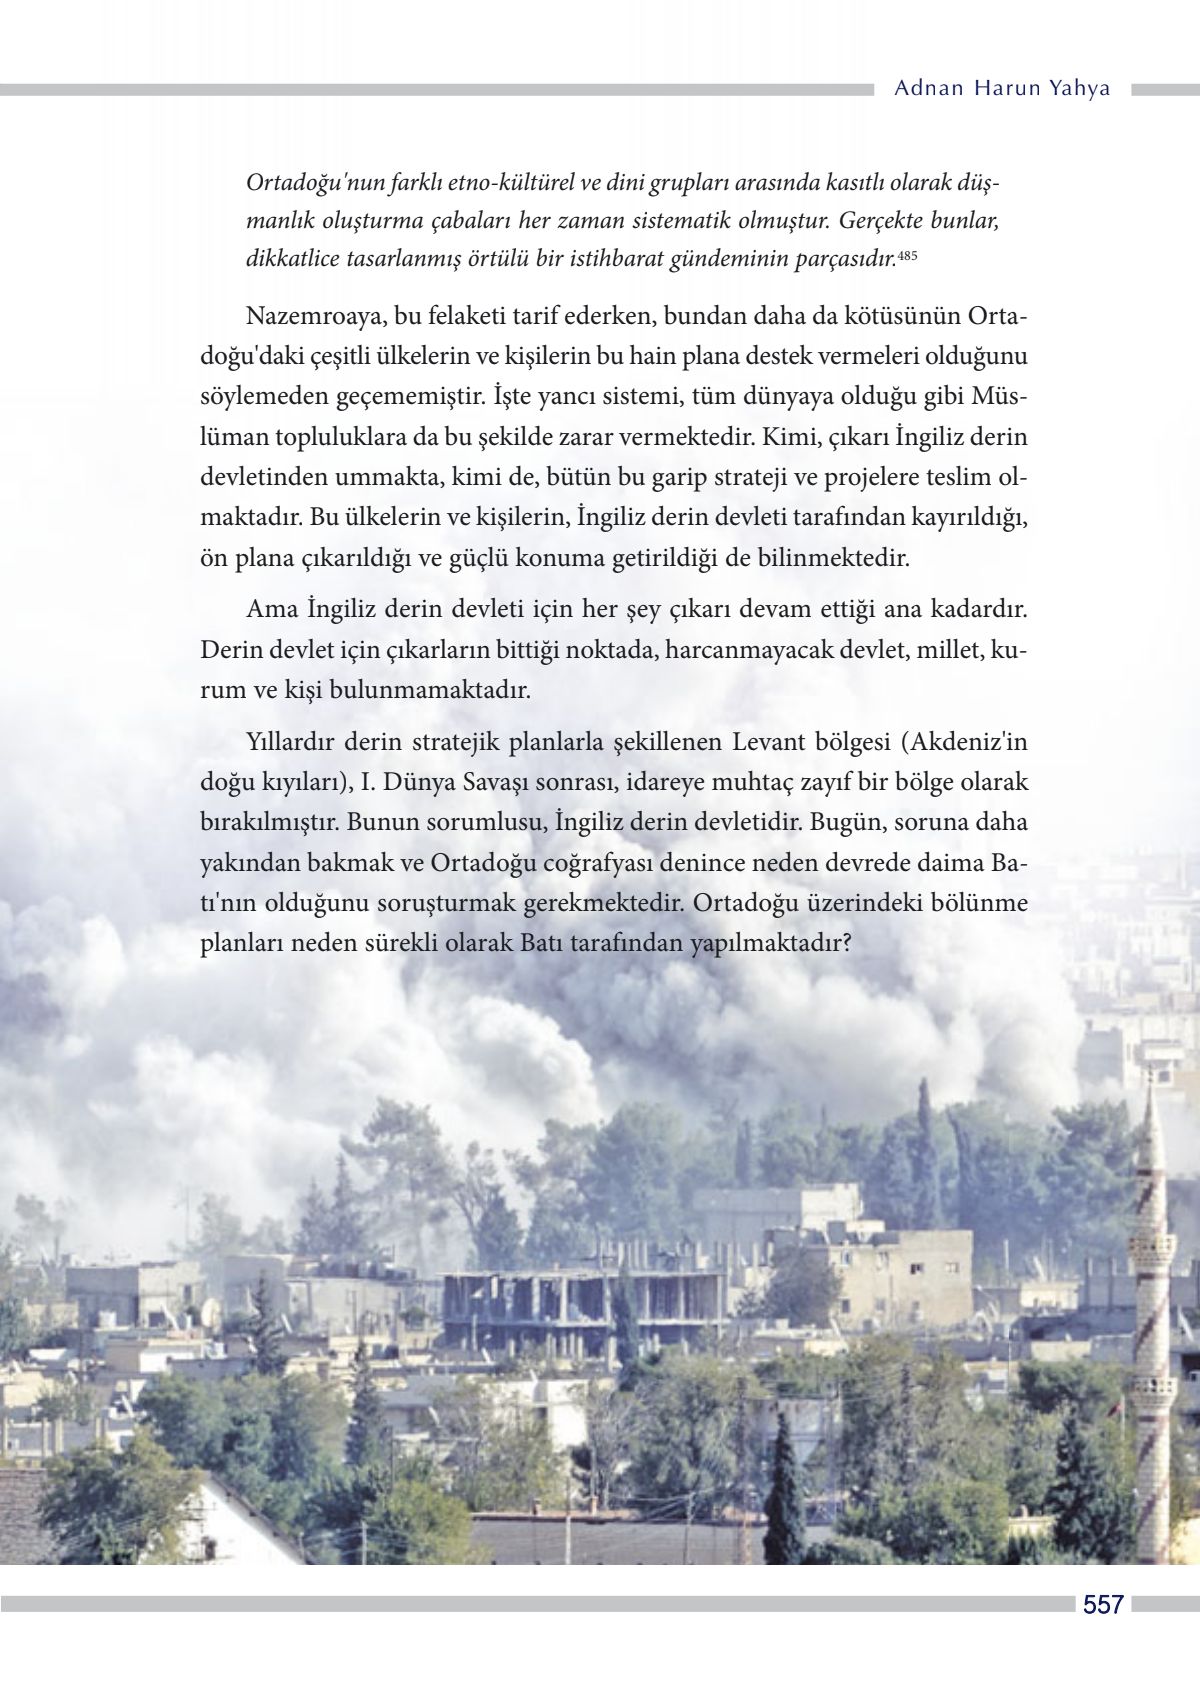 Adnan Harun Yahya
Ortadoğu'nun farklı etno-kültürel ve dini grupları arasında kasıtlı olarak düş-
manlık oluşturma çabaları her zaman sistematik olmuştur. Gerçekte bunlar,
dikkatlice tasarlanmış örtülü bir istihbarat gündeminin parçasıdır.485
Nazemroaya, bu felaketi tarif ederken, bundan daha da kötüsünün Orta-
doğu'daki çeşitli ülkelerin ve kişilerin bu hain plana destek vermeleri olduğunu
söylemeden geçememiştir. İşte yancı sistemi, tüm dünyaya olduğu gibi Müs-
lüman topluluklara da bu şekilde zarar vermektedir. Kimi, çıkarı İngiliz derin
devletinden ummakta, kimi de, bütün bu garip strateji ve projelere teslim ol-
maktadır. Bu ülkelerin ve kişilerin, İngiliz derin devleti tarafından kayırıldığı,
ön plana çıkarıldığı ve güçlü konuma getirildiği de bilinmektedir.
Ama İngiliz derin devleti için her şey çıkarı devam ettiği ana kadardır.
Derin devlet için çıkarların bittiği noktada, harcanmayacak devlet, millet, ku-
rum ve kişi bulunmamaktadır.
Yıllardır derin stratejik planlarla şekillenen Levant bölgesi (Akdeniz'in
doğu kıyıları), I. Dünya Savaşı sonrası, idareye muhtaç zayıf bir bölge olarak
bırakılmıştır. Bunun sorumlusu, İngiliz derin devletidir. Bugün, soruna daha
yakından bakmak ve Ortadoğu coğrafyası denince neden devrede daima Ba-
tı'nın olduğunu soruşturmak gerekmektedir. Ortadoğu üzerindeki bölünme
planları neden sürekli olarak Batı tarafından yapılmaktadır?
557